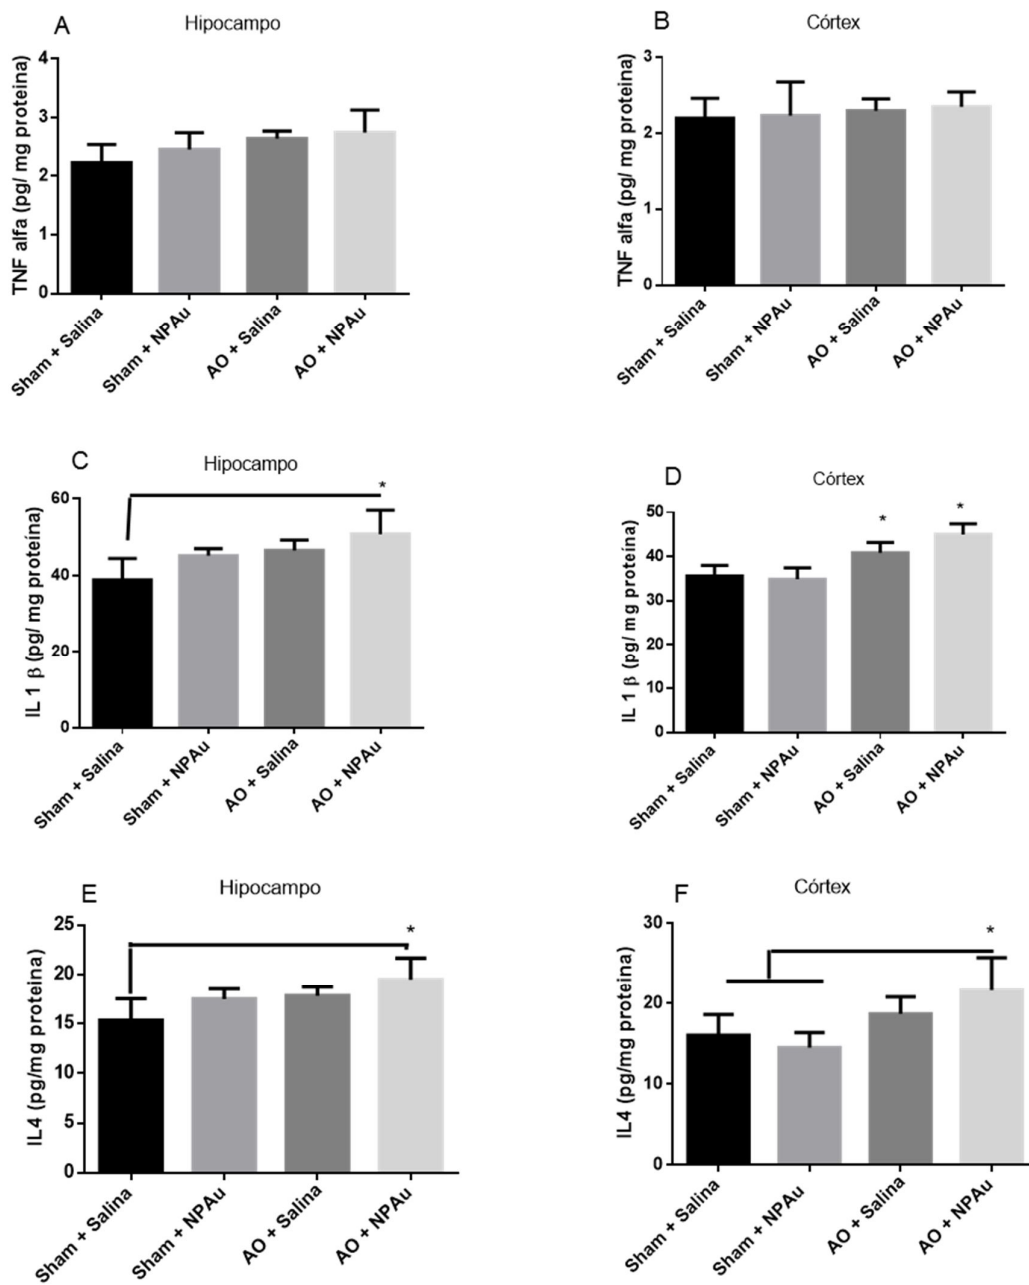 A
Hipocampo
TNF alfa (pg/ mg proteina)
4
3
2
1
0
Sham + Salina
Sham + NPAu
AO + Salina
AO + NPAu
B
Córtex
TNF alfa (pg/ mg proteina)
3
2
1
0
Sham + Salina
Sham + NPAu
AO + Salina
AO + NPAu
C
Hipocampo
*
IL 1 β (pg/ mg proteína)
60
40
20
0
Sham + Salina
Sham + NPAu
AO + Salina
AO + NPAu
D
Córtex
*
*
IL 1 β (pg/ mg proteína)
50
40
30
20
10
0
Sham + Salina
Sham + NPAu
AO + Salina
AO + NPAu
E
Hipocampo
*
IL4 (pg/mg proteína)
25
20
15
10
5
0
Sham + Salina
Sham + NPAu
AO + Salina
AO + NPAu
F
Córtex
*
IL4 (pg/mg proteína)
30
20
10
0
Sham + Salina
Sham + NPAu
AO + Salina
AO + NPAu